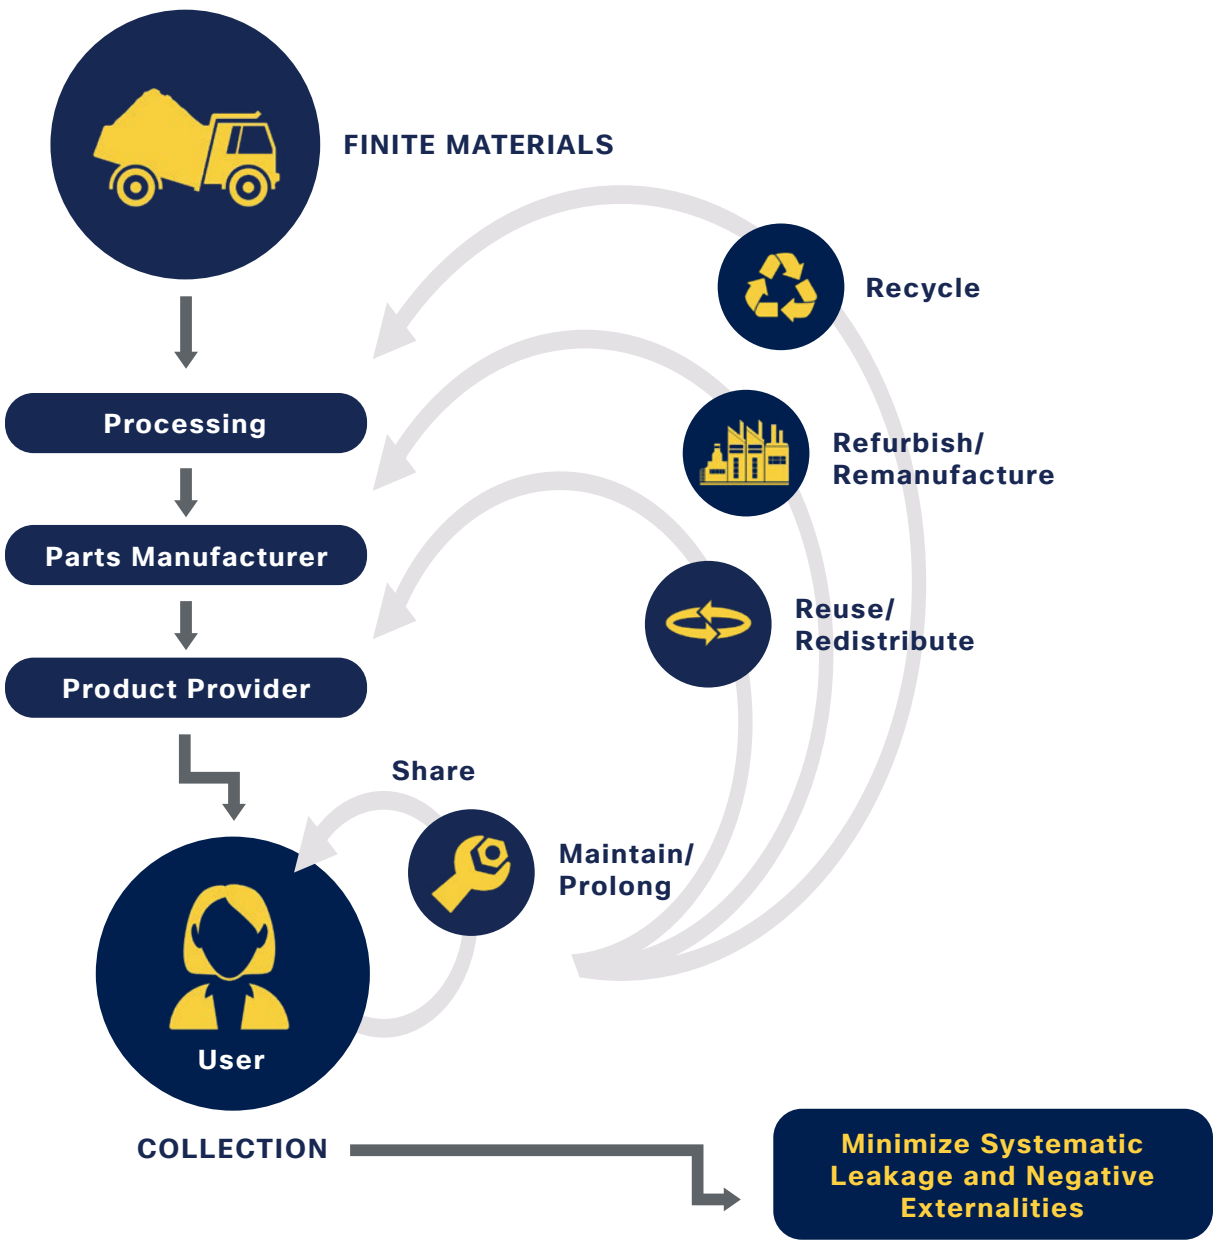 FINITE MATERIALS
Recycle
Processing
Refurbish/
Remanufacture
Parts Manufacturer
Reuse/
Redistribute
Product Provider
Share
Maintain/
Prolong
User
COLLECTION
Minimize Systematic
Leakage and Negative
Externalities